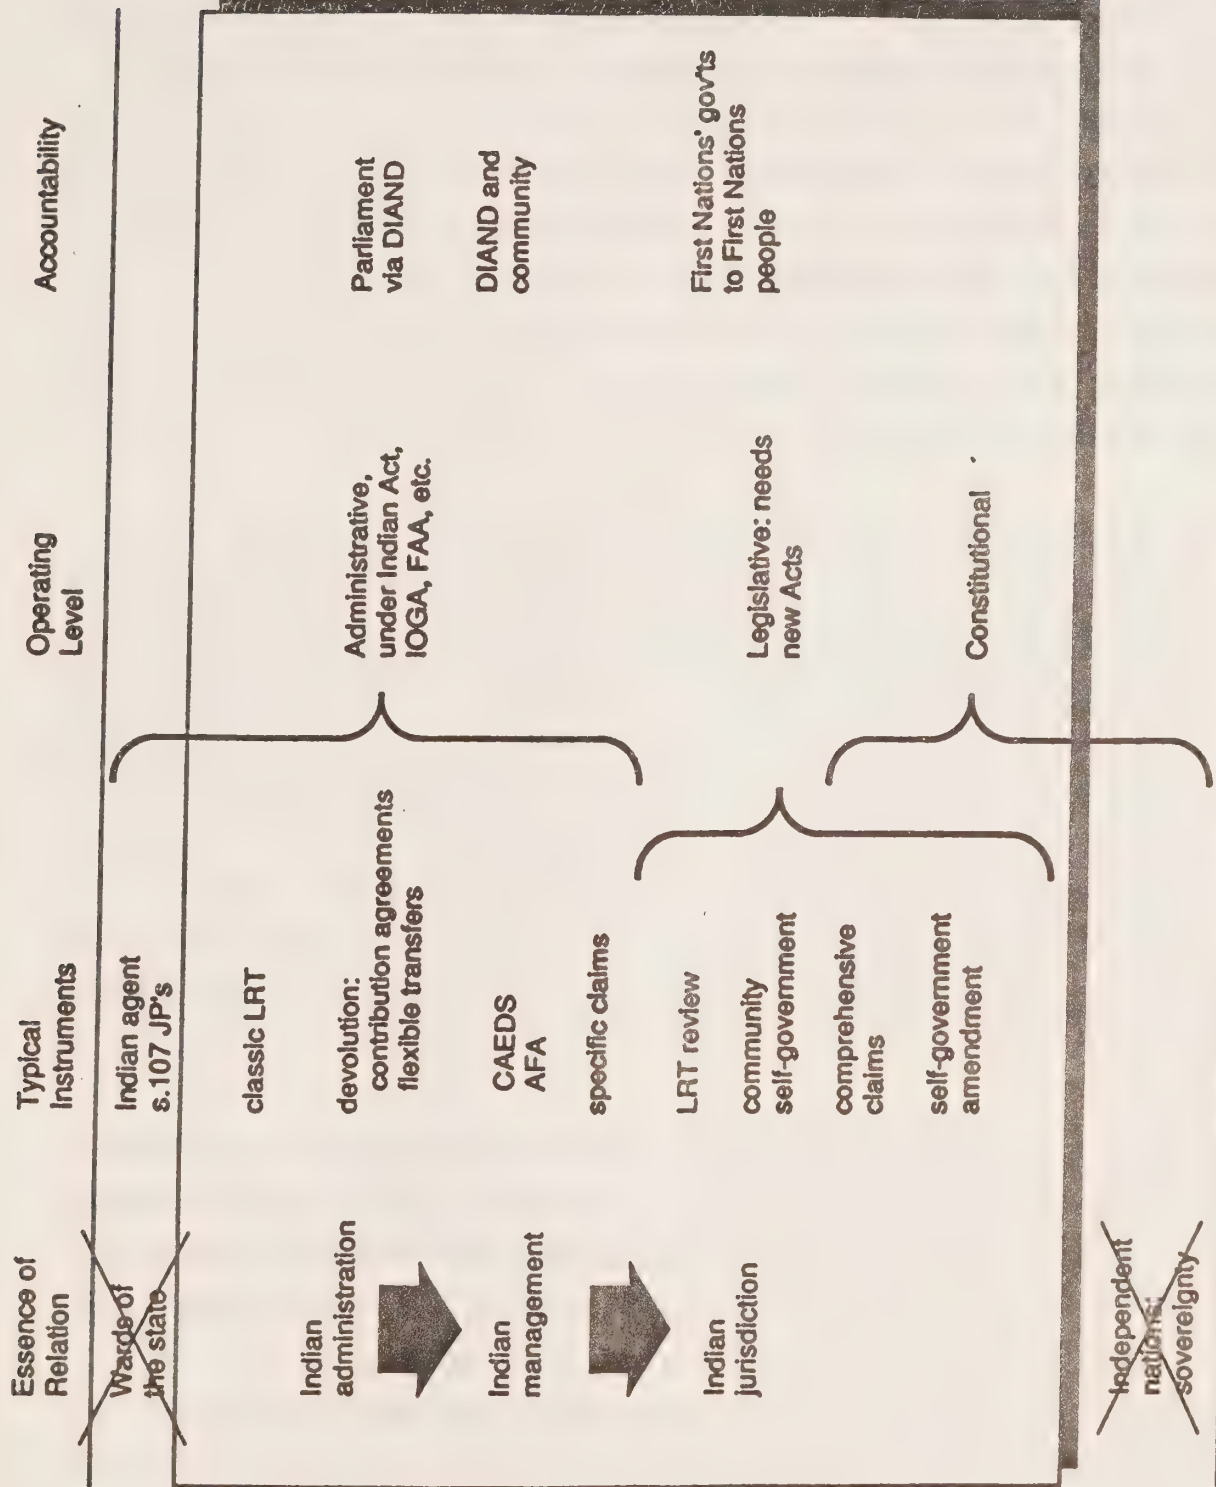 Essence of
Relation
Typical
Instruments
Operating
Level
Accountability
Wards of
the state
Indian agent
s.107 JP's
classic LRT
Indian
administration
devolution:
contribution agreements
flexible transfers
Administrative,
under Indian Act,
IOGA, FAA, etc.
Parliament
via DIAND
Indian
management
CAEDS
AFA
DIAND and
community
specific claims
Indian
jurisdiction
LRT review
community
self-government
Legislative: needs
new Acts
First Nations' gov'ts
to First Nations
people
comprehensive
claims
self-government
amendment
Constitutional
Independent
nations:
sovereignty